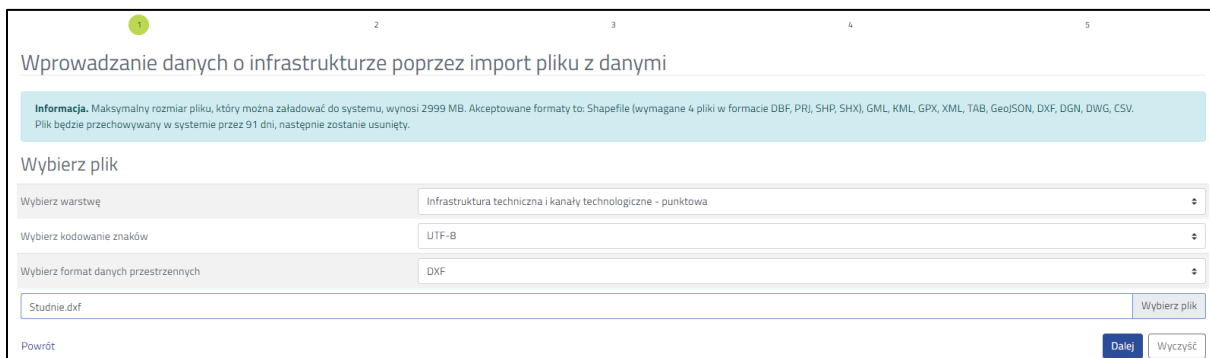 1 2 3 4 5
Wprowadzanie danych o infrastrukturze poprzez import pliku z danymi
Informacja. Maksymalny rozmiar pliku, który można załadować do systemu, wynosi 2999 MB. Akceptowane formaty to: Shapefile (wymagane 4 pliki w formacie DBF, PRJ, SHP, SHX), GML, KML, GPX, XML, TAB, GeoJSON, DXF, DGN, DWG, CSV.
Plik będzie przechowywany w systemie przez 91 dni, następnie zostanie usunięty.
Wybierz plik
Wybierz warstwę Infrastruktura techniczna i kanały technologiczne - punktowa
Wybierz kodowanie znaków UTF-8
Wybierz format danych przestrzennych DXF
Studnie.dxf Wybierz plik
Powrót Dalej Wyczyść